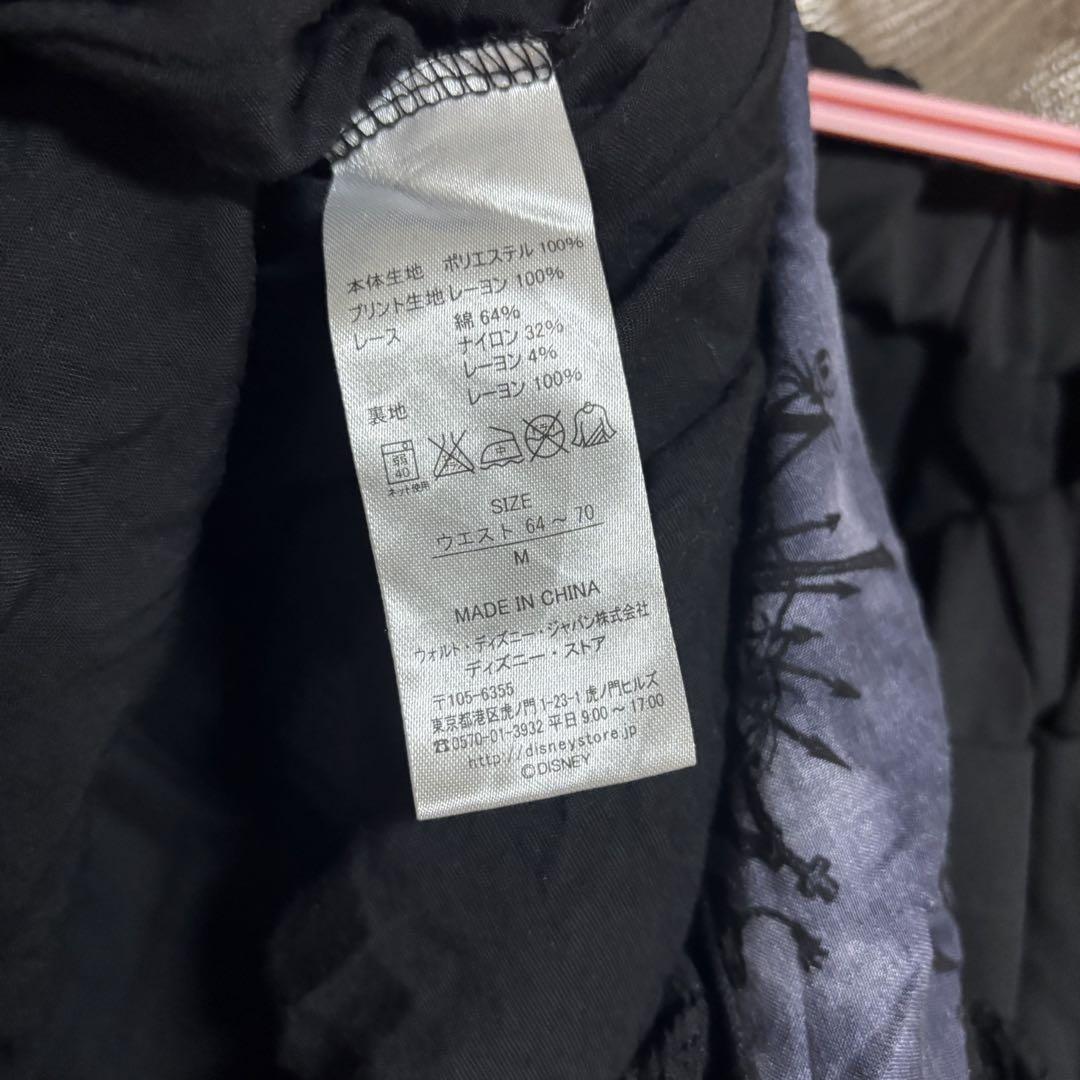 本体生地 ポリエステル 100%
プリント生地 レーヨン 100%
レース 綿 64%
ナイロン 32%
レーヨン 4%
裏地 レーヨン 100%
弱
40
ネット使用
中
SIZE
ウエスト 64 ～ 70
M
MADE IN CHINA
ウォルト・ディズニー・ジャパン株式会社
ディズニー・ストア
〒105-6355
東京都港区虎ノ門 1-23-1 虎ノ門ヒルズ
☎0570-01-3932 平日 9:00 ～ 17:00
http://disneystore.jp
©DISNEY